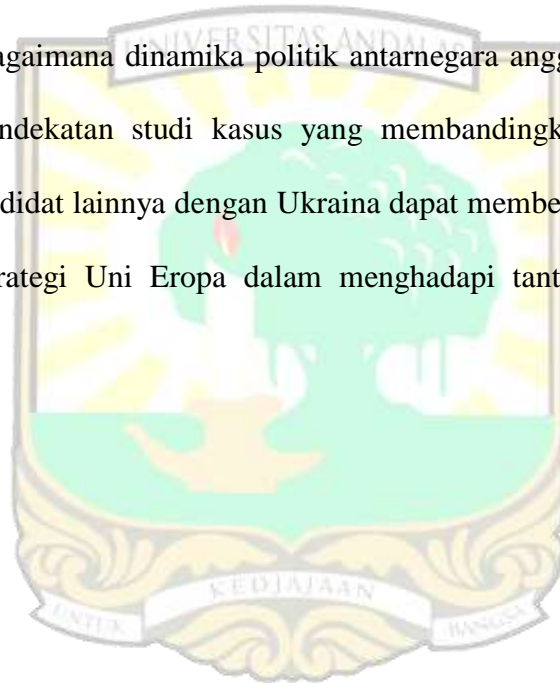 UNIVERSITAS ANDALAS
agaimana dinamika politik antarnegara angg
ndekatan studi kasus yang membandingk
didat lainnya dengan Ukraina dapat membe
rategi Uni Eropa dalam menghadapi tant
KEDJAJAAN
UNTUK
BANGSA